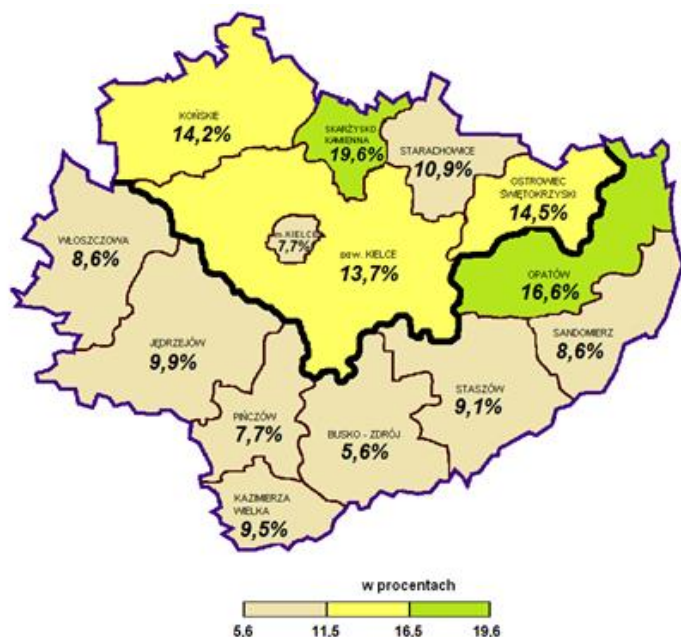 KOŃSKIE
14,2%
SKARŻYSKO
KAMIENNA
19,6%
STARACHOWICE
10,9%
OSTROWIEC
ŚWIĘTOKRZYSKI
14,5%
WŁOSZCZOWA
8,6%
m. KIELCE
7,7%
pow. KIELCE
13,7%
OPATÓW
16,6%
SANDOMIERZ
8,6%
JĘDRZEJÓW
9,9%
STASZÓW
9,1%
PIŃCZÓW
7,7%
BUSKO - ZDRÓJ
5,6%
KAZIMIERZA
WIELKA
9,5%
w procentach
5.6 11.5 16.5 19.6